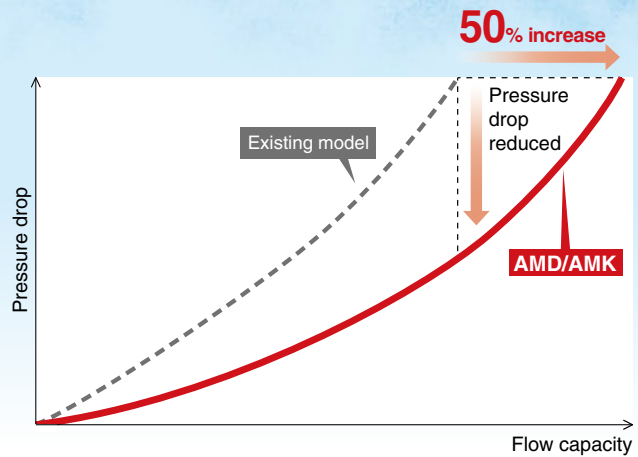 50% increase
Pressure
drop
reduced
Existing model
AMD/AMK
Pressure drop
Flow capacity